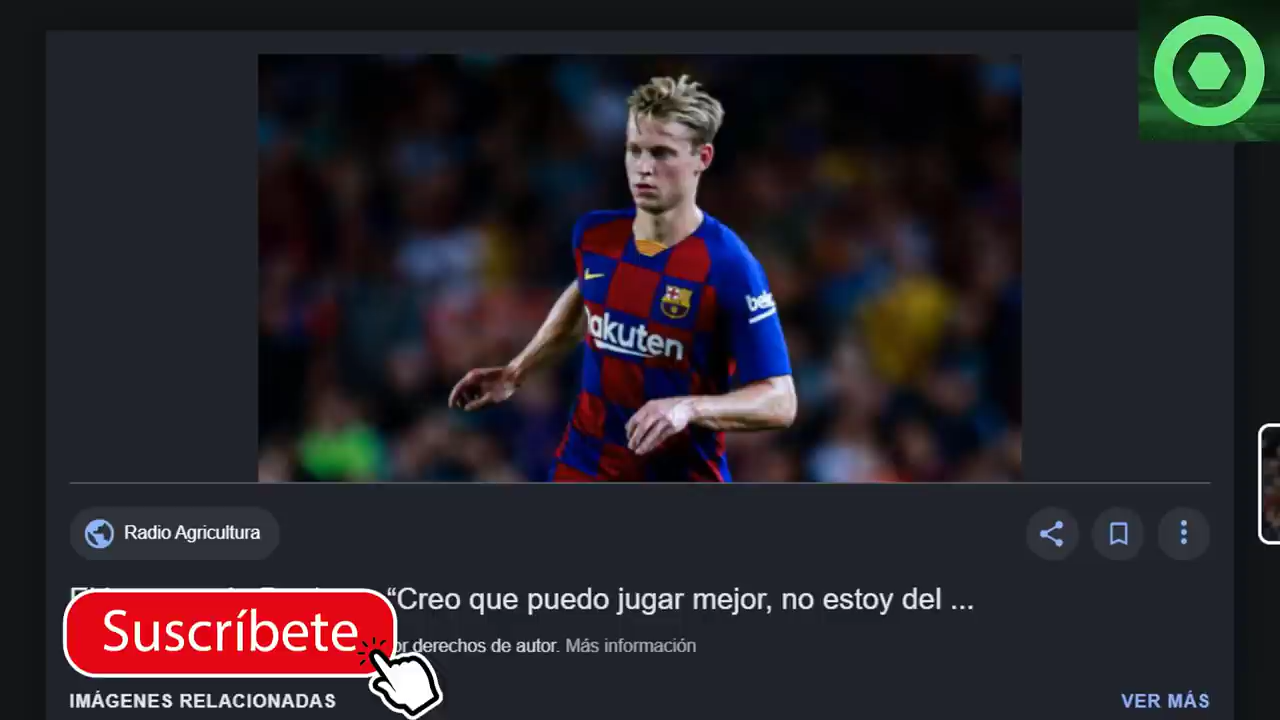 beko
akuten
Radio Agricultura
“Creo que puedo jugar mejor, no estoy del ...
Suscríbete
or derechos de autor. Más información
IMÁGENES RELACIONADAS
VER MÁS